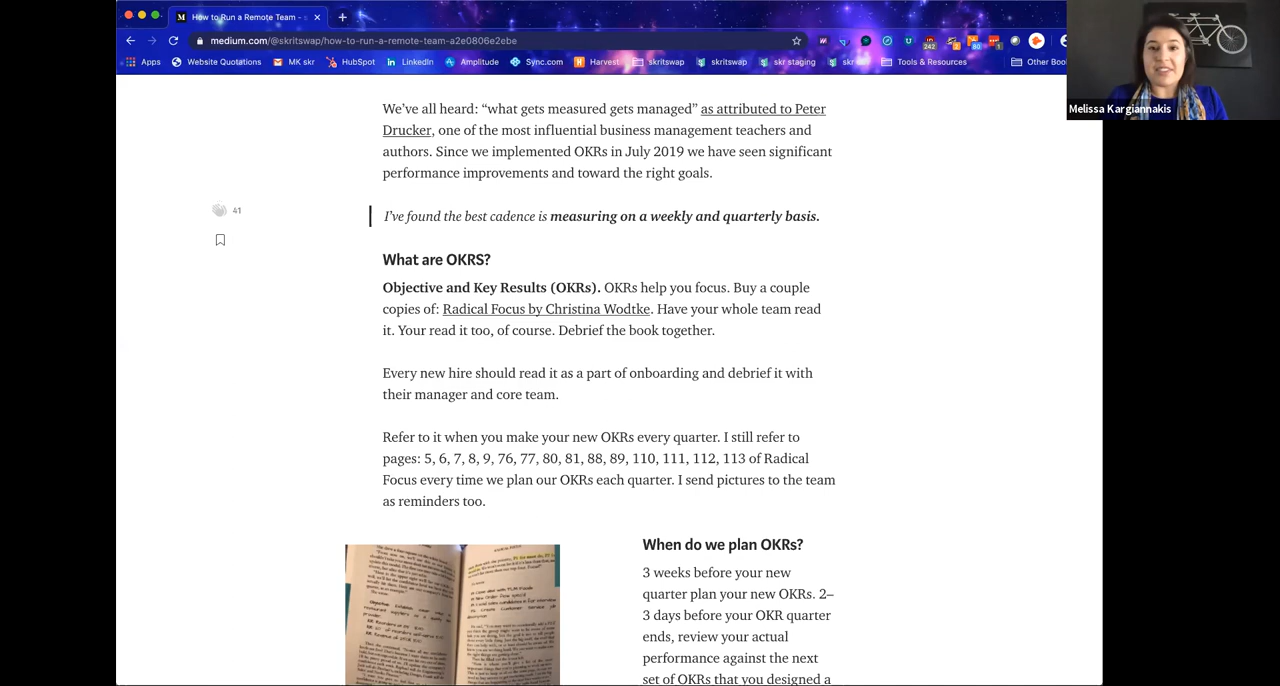 How to Run a Remote Team -
medium.com/@skritswap/how-to-run-a-remote-team-a2e0806e2ebe
242
80
1
Apps Website Quotations MK skr HubSpot LinkedIn Amplitude Sync.com Harvest skritswap skritswap skr staging skr Tools & Resources Other Boo
Melissa Kargiannakis
We've all heard: “what gets measured gets managed” as attributed to Peter
Drucker, one of the most influential business management teachers and
authors. Since we implemented OKRs in July 2019 we have seen significant
performance improvements and toward the right goals.
41
I've found the best cadence is measuring on a weekly and quarterly basis.
What are OKRS?
Objective and Key Results (OKRs). OKRs help you focus. Buy a couple
copies of: Radical Focus by Christina Wodtke. Have your whole team read
it. Your read it too, of course. Debrief the book together.
Every new hire should read it as a part of onboarding and debrief it with
their manager and core team.
Refer to it when you make your new OKRs every quarter. I still refer to
pages: 5, 6, 7, 8, 9, 76, 77, 80, 81, 88, 89, 110, 111, 112, 113 of Radical
Focus every time we plan our OKRs each quarter. I send pictures to the team
as reminders too.
When do we plan OKRs?
3 weeks before your new
quarter plan your new OKRs. 2–
3 days before your OKR quarter
ends, review your actual
performance against the next
set of OKRs that you designed a